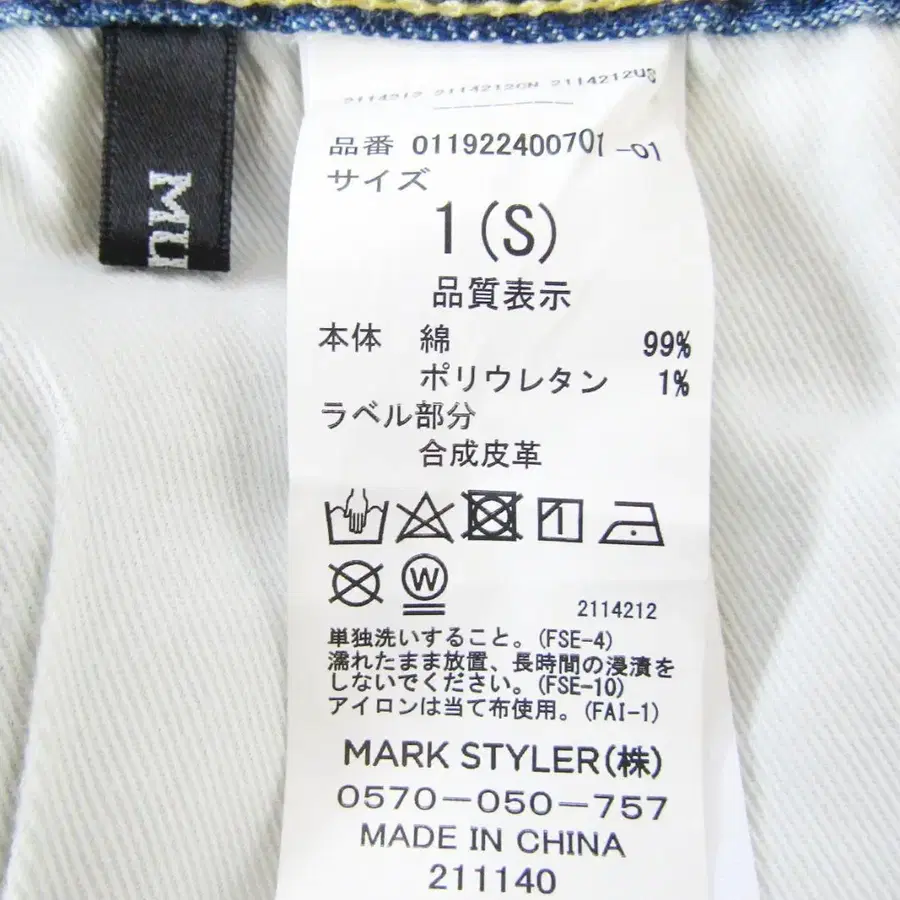 MU
2114212 2114212CN 2114212US
品番 011922400701 -01
サイズ
1(S)
品質表示
本体 綿 99%
ポリウレタン 1%
ラベル部分
合成皮革
W
2114212
単独洗いすること。(FSE-4)
濡れたまま放置、長時間の浸漬を
しないでください。(FSE-10)
アイロンは当て布使用。(FAI-1)
MARK STYLER(株)
0570-050-757
MADE IN CHINA
211140